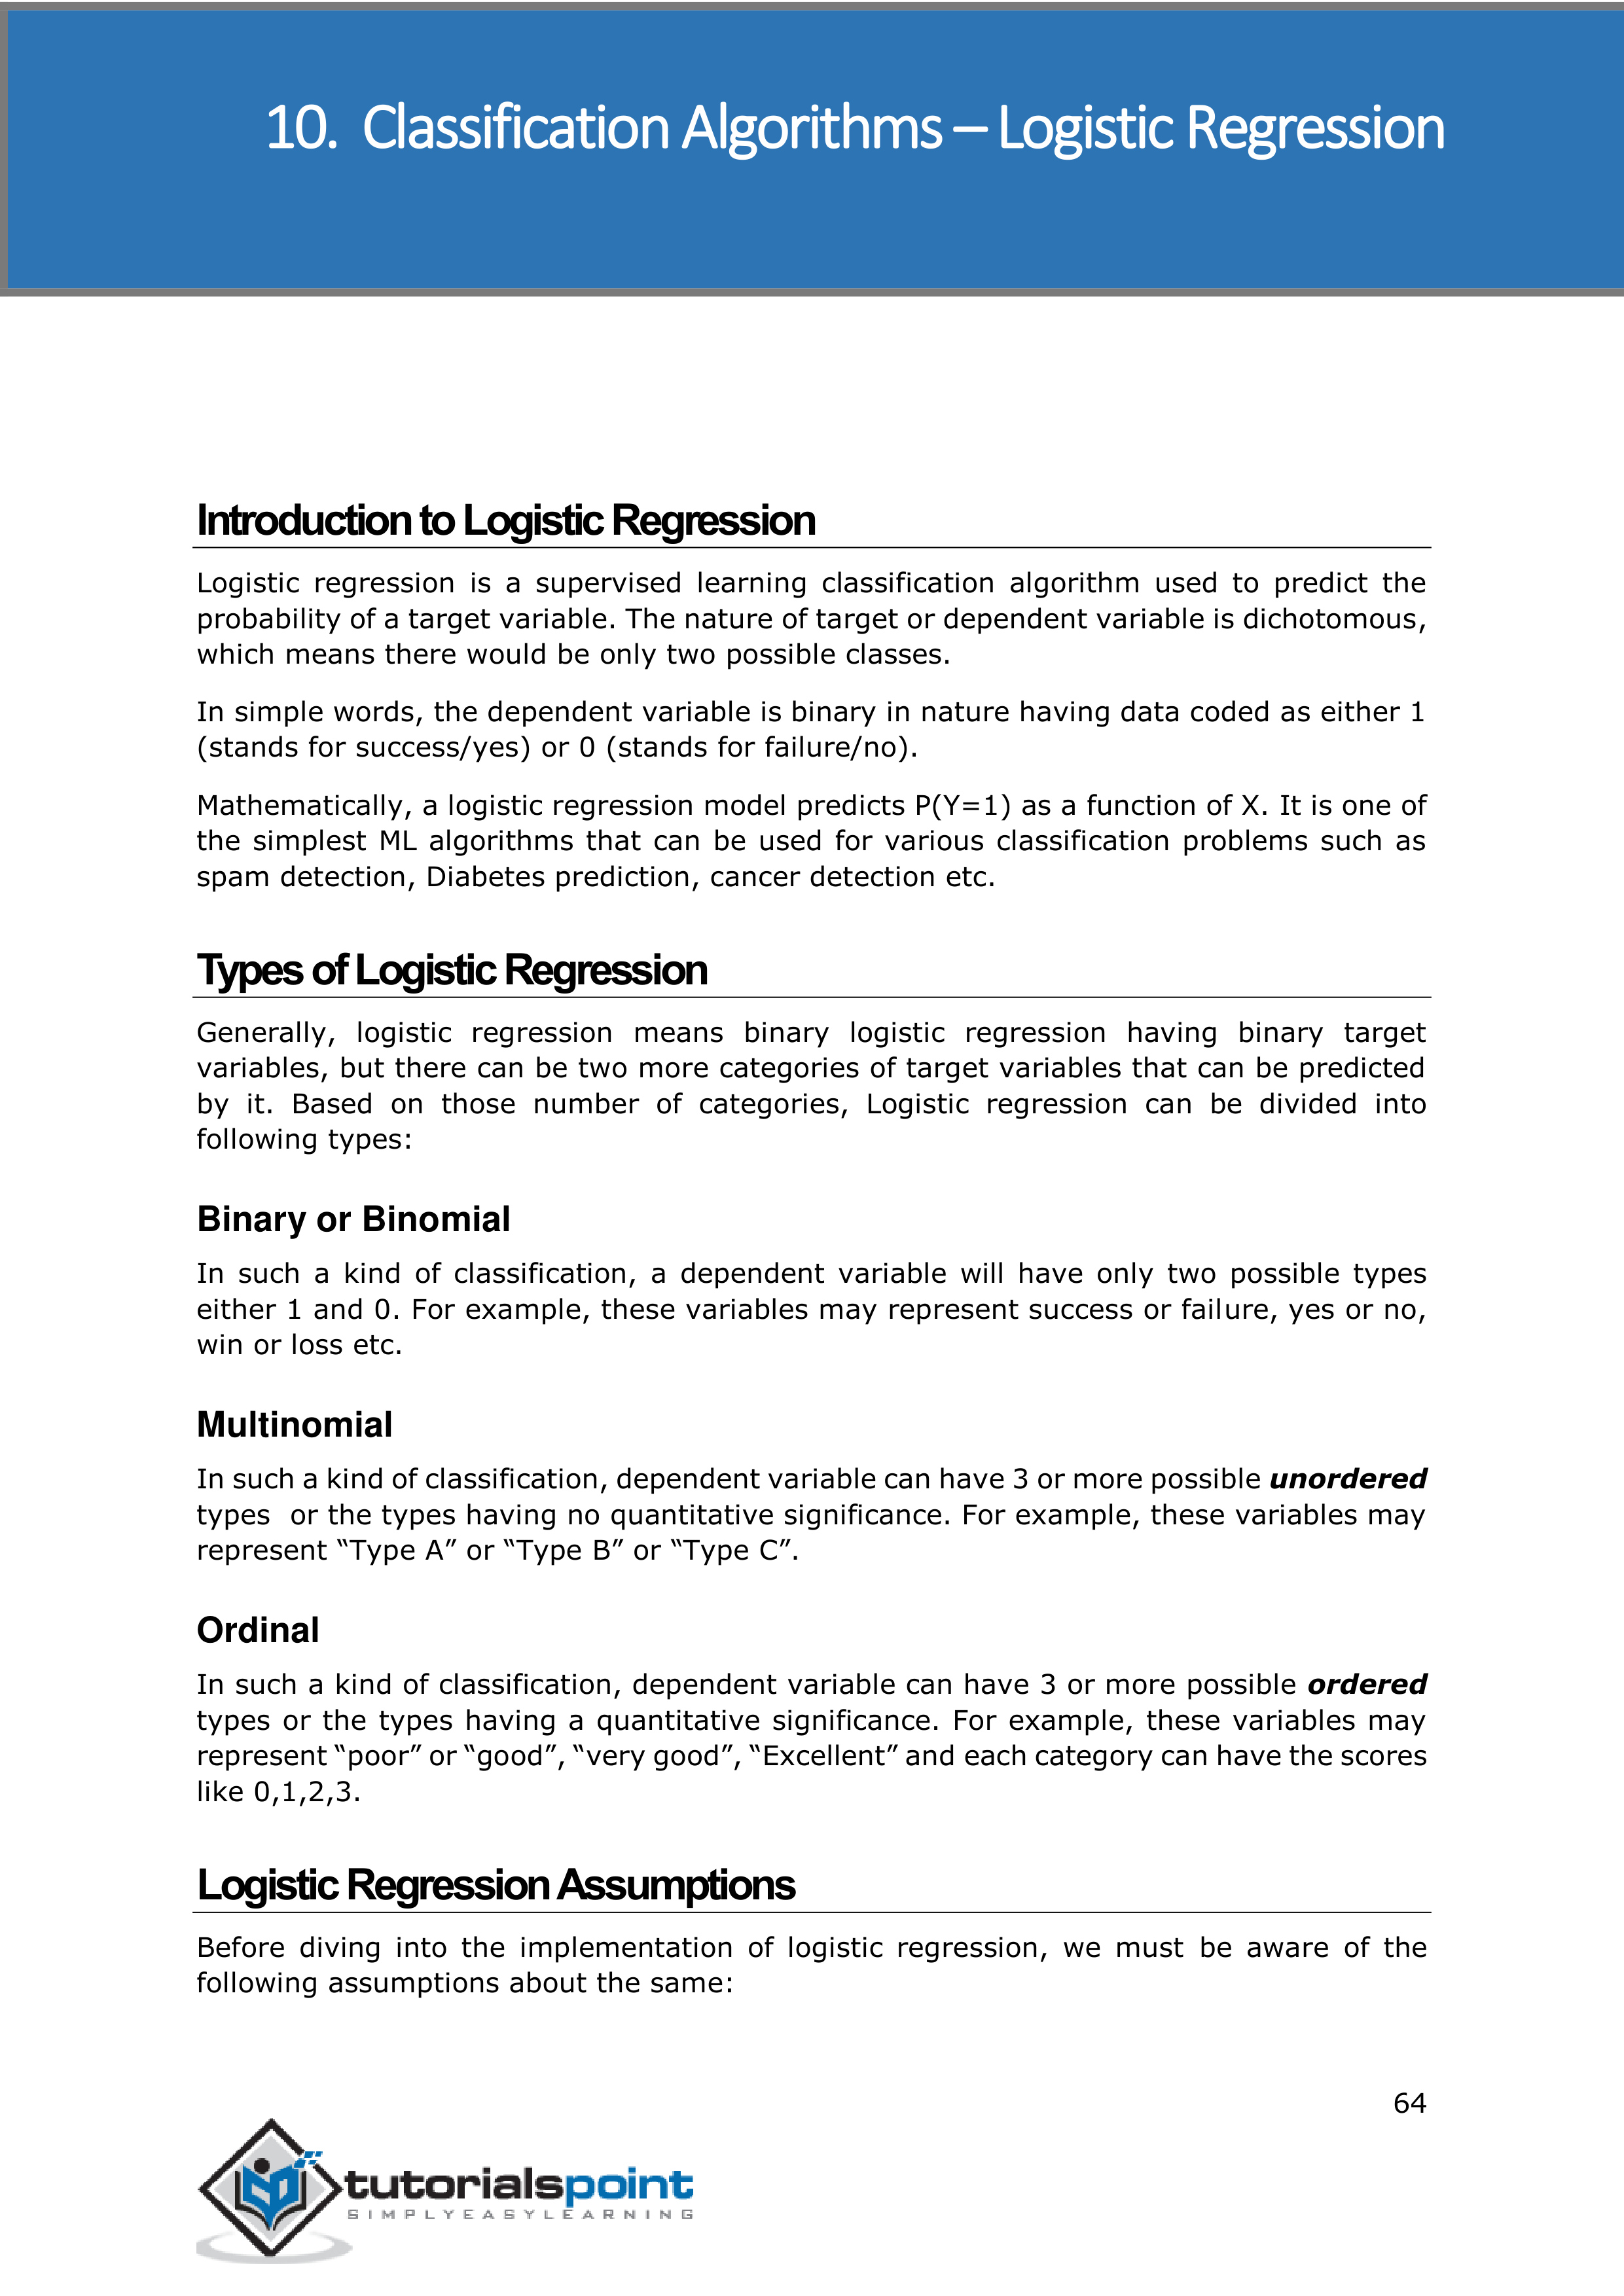 10. Classification Algorithms – Logistic Regression
Introduction to Logistic Regression
Logistic regression is a supervised learning classification algorithm used to predict the
probability of a target variable. The nature of target or dependent variable is dichotomous,
which means there would be only two possible classes.
In simple words, the dependent variable is binary in nature having data coded as either 1
(stands for success/yes) or 0 (stands for failure/no).
Mathematically, a logistic regression model predicts P(Y=1) as a function of X. It is one of
the simplest ML algorithms that can be used for various classification problems such as
spam detection, Diabetes prediction, cancer detection etc.
Types of Logistic Regression
Generally, logistic regression means binary logistic regression having binary target
variables, but there can be two more categories of target variables that can be predicted
by it. Based on those number of categories, Logistic regression can be divided into
following types:
Binary or Binomial
In such a kind of classification, a dependent variable will have only two possible types
either 1 and 0. For example, these variables may represent success or failure, yes or no,
win or loss etc.
Multinomial
In such a kind of classification, dependent variable can have 3 or more possible unordered
types  or the types having no quantitative significance. For example, these variables may
represent “Type A” or “Type B” or “Type C”.
Ordinal
In such a kind of classification, dependent variable can have 3 or more possible ordered
types or the types having a quantitative significance. For example, these variables may
represent “poor” or “good”, “very good”, “Excellent” and each category can have the scores
like 0,1,2,3.
Logistic Regression Assumptions
Before diving into the implementation of logistic regression, we must be aware of the
following assumptions about the same:
64
tutorialspoint
SIMPLYEASYLEARNING